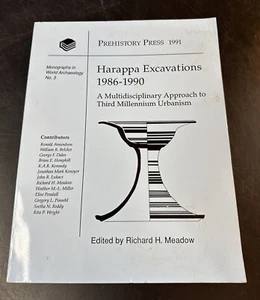 PREHISTORY PRESS 1991
Monographs in
World Archaeology
No. 3
Harappa Excavations
1986-1990
A Multidisciplinary Approach to
Third Millennium Urbanism
Contributors
Ronald Amundson
William R. Belcher
George F. Dales
Brian E. Hemphill
K.A.R. Kennedy
Jonathan Mark Kenoyer
John R. Lukacs
Richard H. Meadow
Heather M.-L. Miller
Elise Pendall
Gregory L. Possehl
Seetha N. Reddy
Rita P. Wright
Edited by Richard H. Meadow